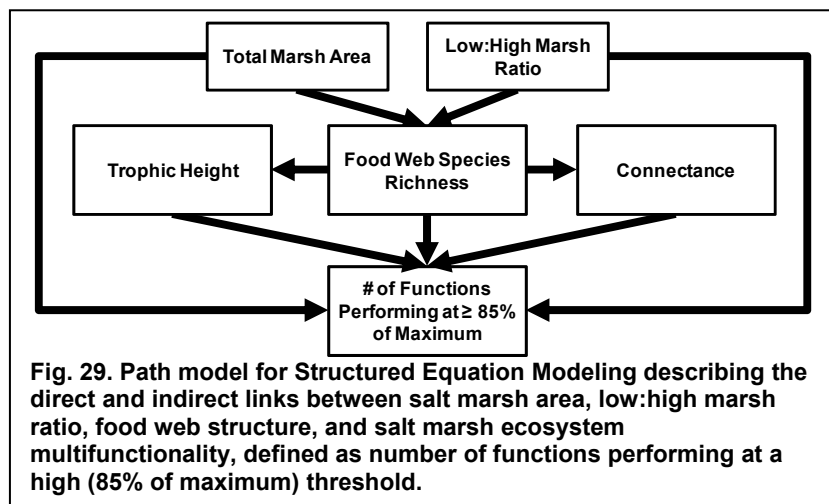 Total Marsh Area
Low:High Marsh
Ratio
Trophic Height
Food Web Species
Richness
Connectance
# of Functions
Performing at ≥ 85%
of Maximum
Fig. 29. Path model for Structured Equation Modeling describing the
direct and indirect links between salt marsh area, low:high marsh
ratio, food web structure, and salt marsh ecosystem
multifunctionality, defined as number of functions performing at a
high (85% of maximum) threshold.